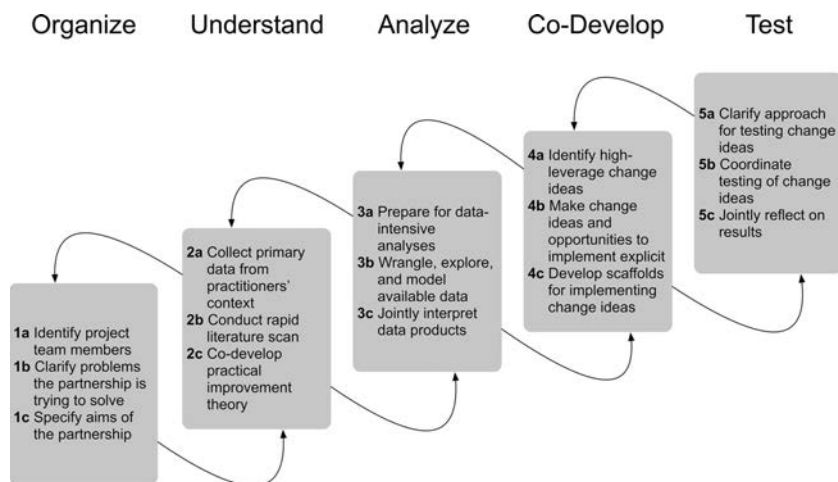 Organize
Understand
Analyze
Co-Develop
Test
1a Identify project
team members
1b Clarify problems
the partnership is
trying to solve
1c Specify aims of
the partnership
2a Collect primary
data from
practitioners'
context
2b Conduct rapid
literature scan
2c Co-develop
practical
improvement
theory
3a Prepare for data-
intensive
analyses
3b Wrangle, explore,
and model
available data
3c Jointly interpret
data products
4a Identify high-
leverage change
ideas
4b Make change
ideas and
opportunities to
implement explicit
4c Develop scaffolds
for implementing
change ideas
5a Clarify approach
for testing change
ideas
5b Coordinate
testing of change
ideas
5c Jointly reflect on
results